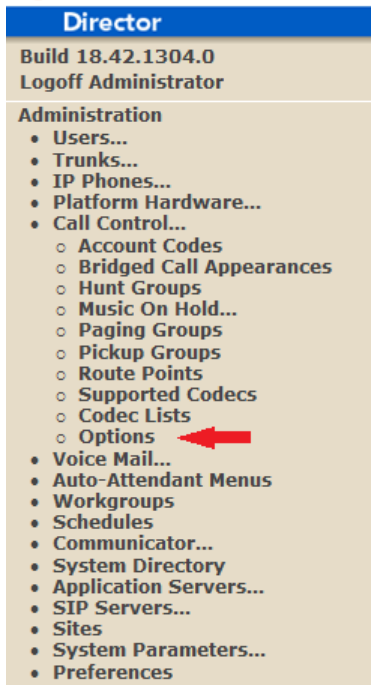 Director
Build 18.42.1304.0
Logoff Administrator
Administration
Users...
Trunks...
IP Phones...
Platform Hardware...
Call Control...
Account Codes
Bridged Call Appearances
Hunt Groups
Music On Hold...
Paging Groups
Pickup Groups
Route Points
Supported Codecs
Codec Lists
Options
Voice Mail...
Auto-Attendant Menus
Workgroups
Schedules
Communicator...
System Directory
Application Servers...
SIP Servers...
Sites
System Parameters...
Preferences